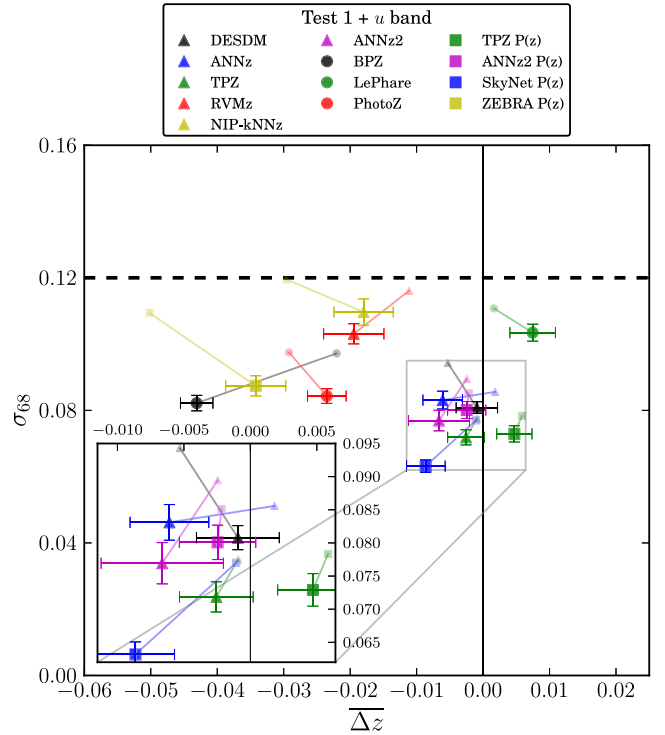 Test 1 + u band
DESDM
ANNz
TPZ
RVMz
NIP-kNNz
ANNz2
BPZ
LePhare
PhotoZ
TPZ P(z)
ANNz2 P(z)
SkyNet P(z)
ZEBRA P(z)
0.16
0.12
0.08
0.04
0.00
σ68
−0.010 −0.005 0.000 0.005
0.095
0.090
0.085
0.080
0.075
0.070
0.065
−0.06 −0.05 −0.04 −0.03 −0.02 −0.01 0.00 0.01 0.02
Δz